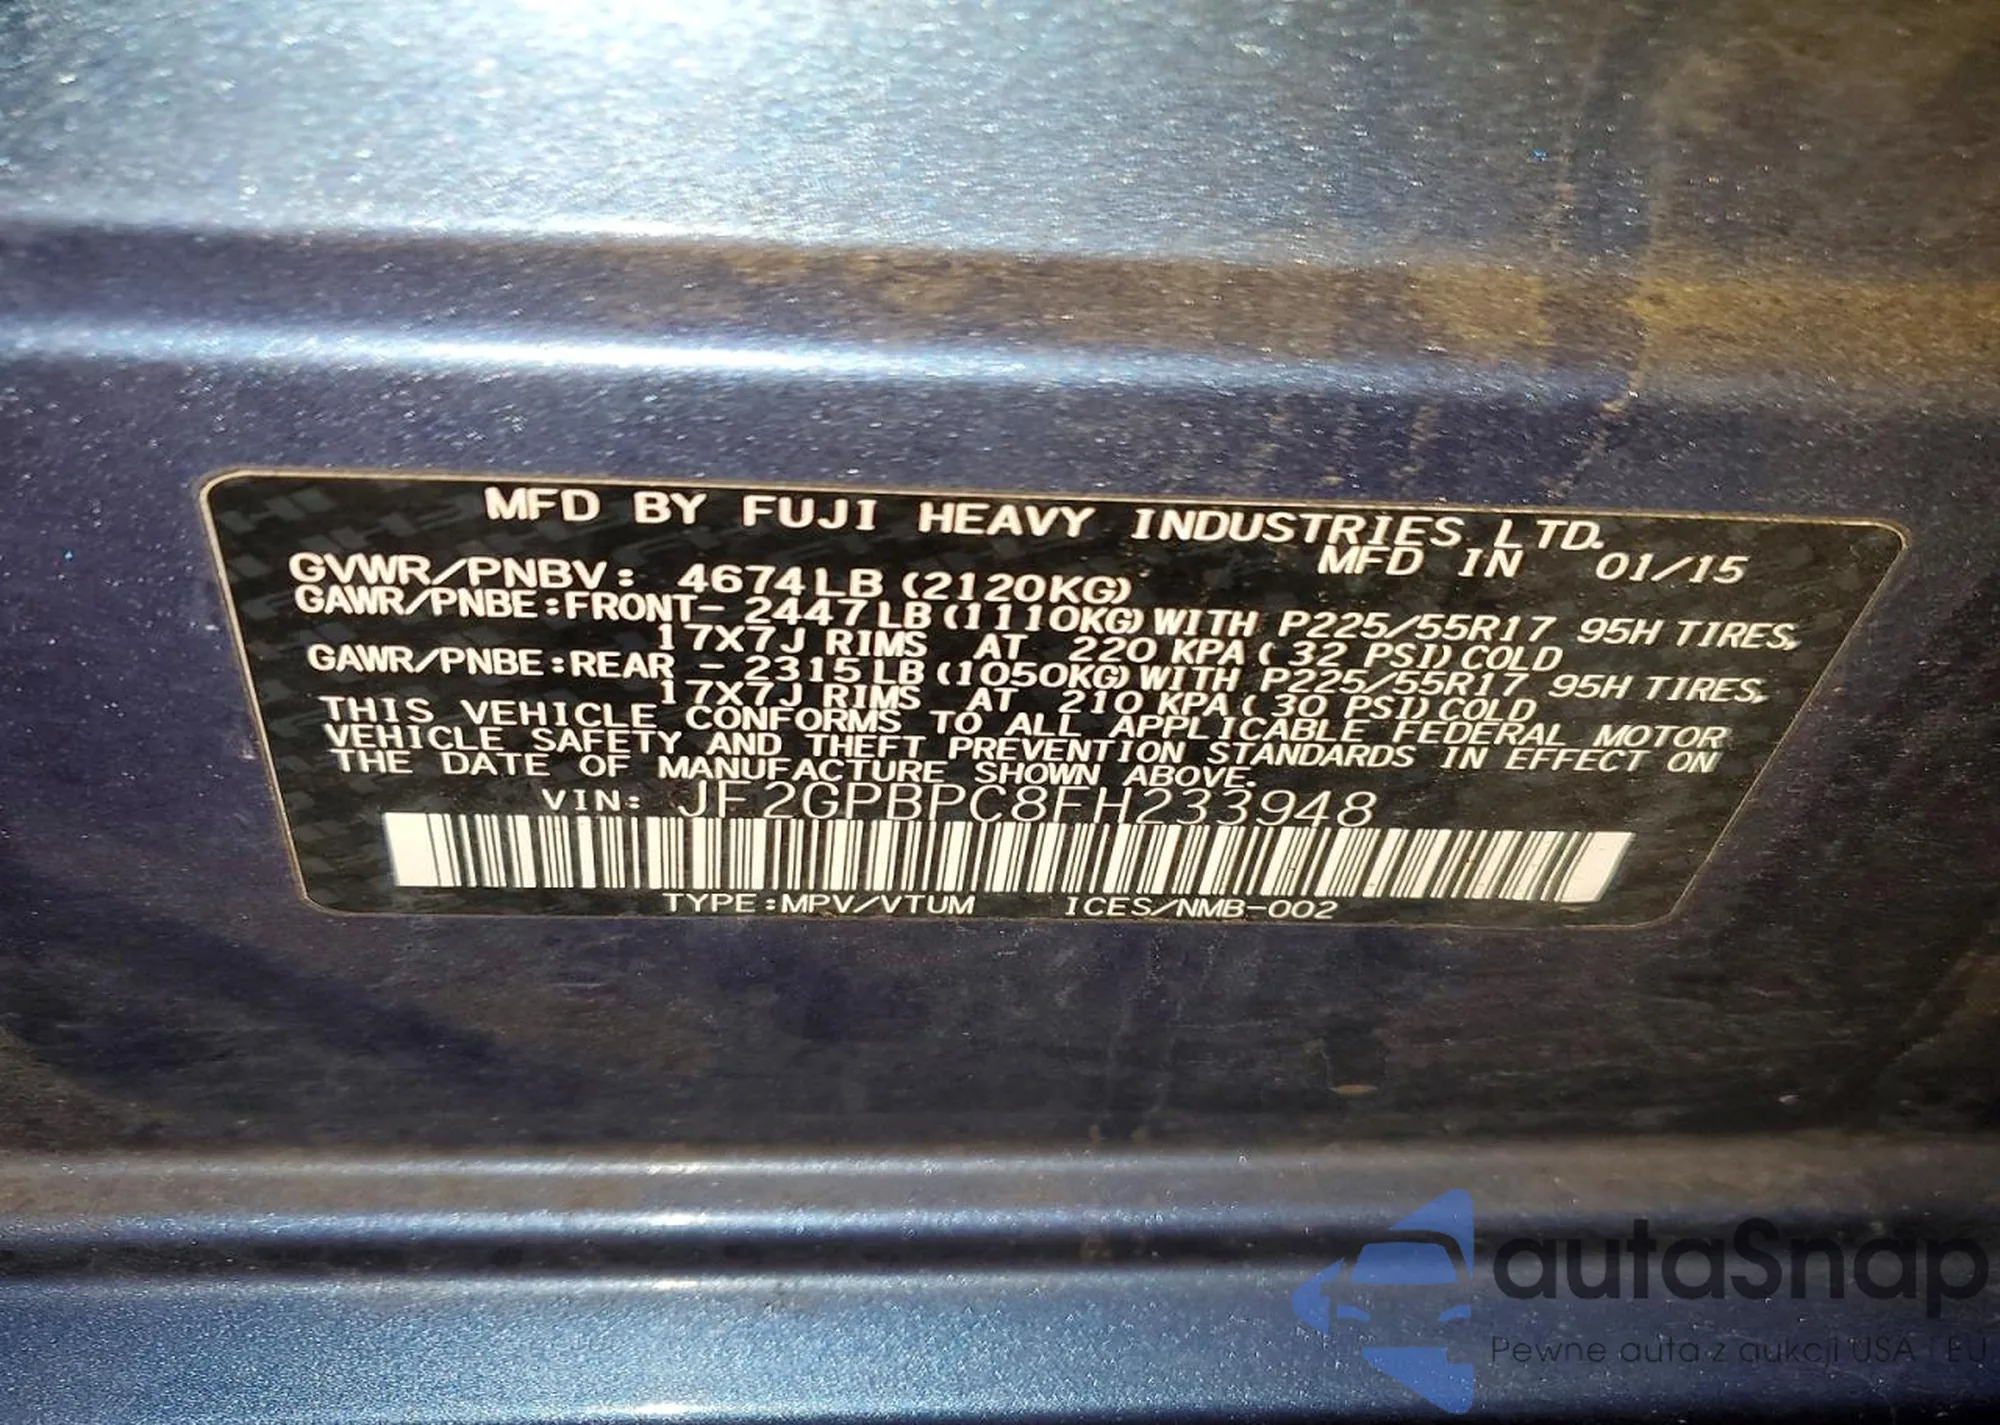 MFD BY FUJI HEAVY INDUSTRIES LTD.
MFD IN 01/15
GVWR/PNBV: 4674LB (2120KG)
GAWR/PNBE:FRONT- 2447LB(1110KG)WITH P225/55R17 95H TIRES,
17X7J RIMS AT 220 KPA( 32 PSI)COLD
GAWR/PNBE:REAR - 2315LB(1050KG)WITH P225/55R17 95H TIRES,
17X7J RIMS AT 210 KPA( 30 PSI)COLD
THIS VEHICLE CONFORMS TO ALL APPLICABLE FEDERAL MOTOR
VEHICLE SAFETY AND THEFT PREVENTION STANDARDS IN EFFECT ON
THE DATE OF MANUFACTURE SHOWN ABOVE.
VIN: JF2GPBPC8FH233948
TYPE:MPV/VTUM ICES/NMB-002
autaSnap
Pewne auta z aukcji USA i EU